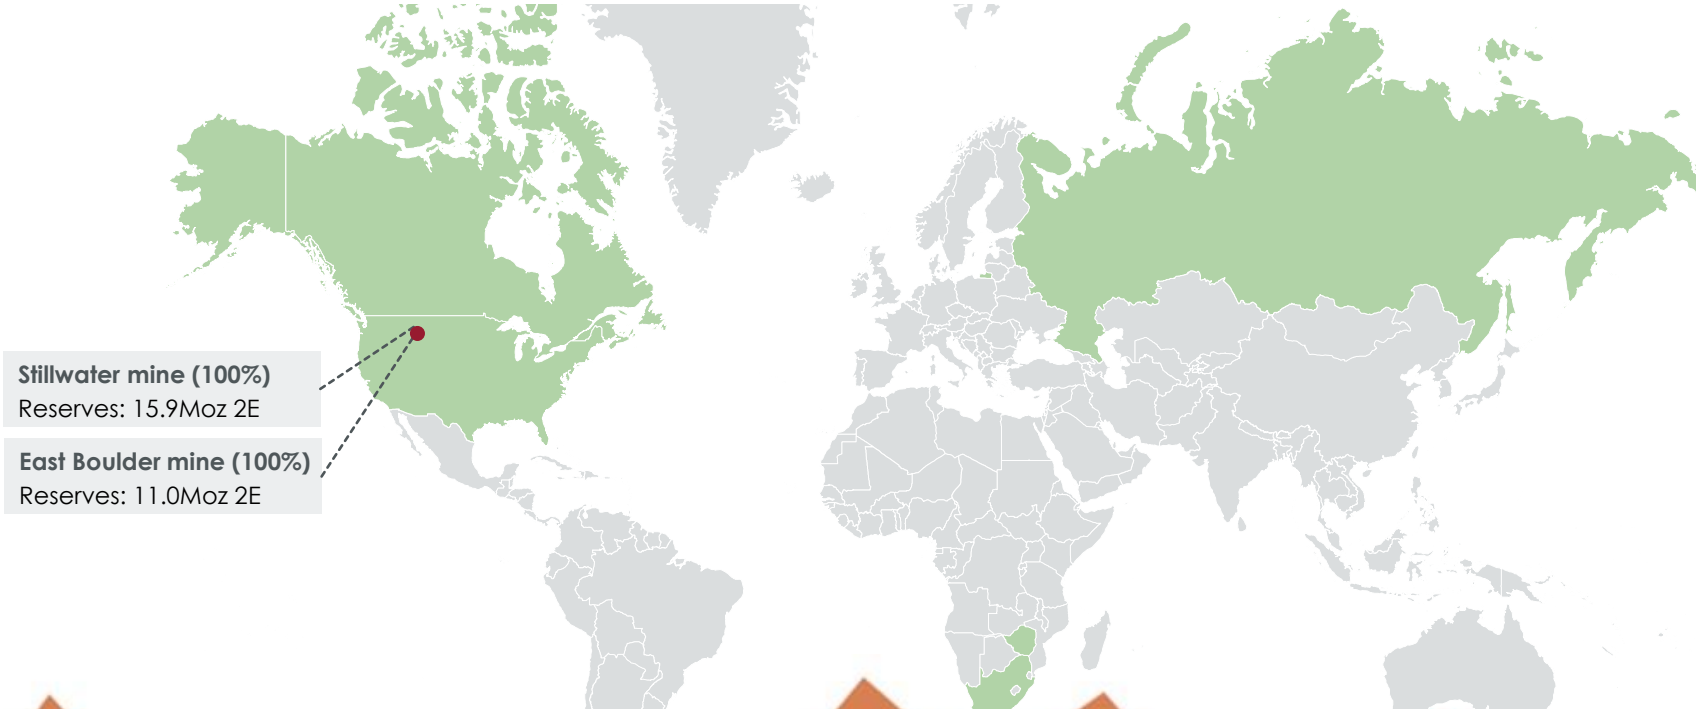 Stillwater mine (100%)
Reserves: 15.9Moz 2E
East Boulder mine (100%)
Reserves: 11.0Moz 2E